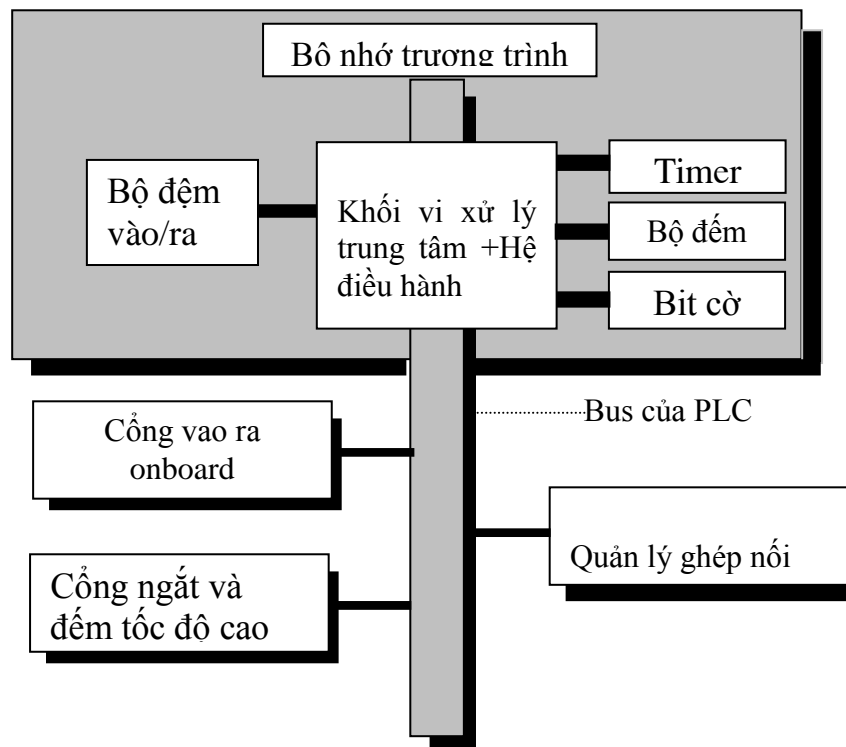 Bộ nhớ trương trình
Bộ đệm
vào/ra
Khối vi xử lý
trung tâm +Hệ
điều hành
Timer
Bộ đếm
Bit cờ
Cổng vao ra
onboard
Bus của PLC
Quản lý ghép nối
Cổng ngắt và
đếm tốc độ cao